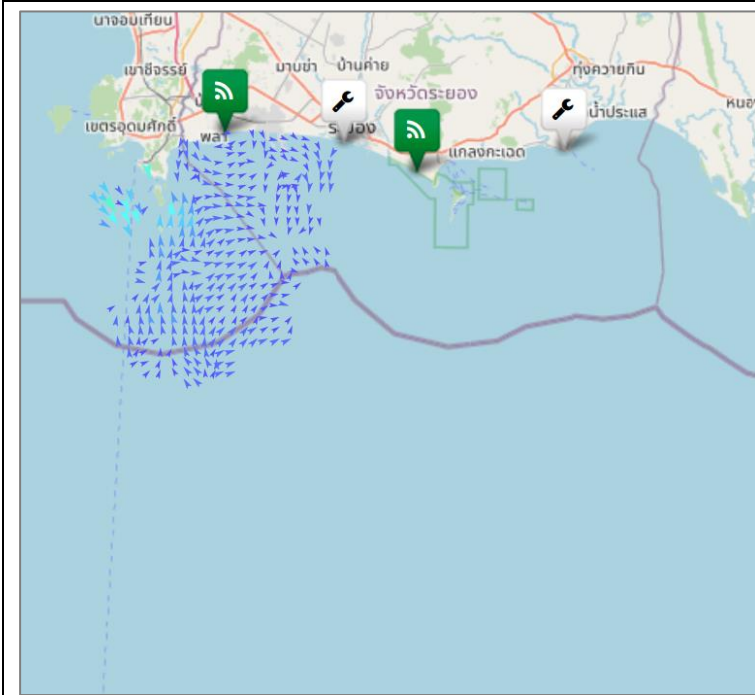 นาจอมเทียน
เขาชีจรรย์
มาบข่า
บ้านค่าย
ทุ่งควายกิน
จังหวัดระยอง
เขตรอุดมศักดิ์
พลา
น้ำประแส
แกลงกะเฉด